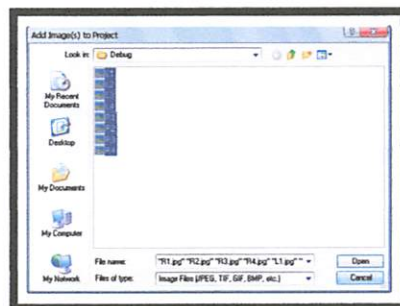 Add Image(s) to Project
Look in: Debug
My Recent
Documents
Desktop
My Documents
My Computer
My Network
File name: "R1.jpg" "R2.jpg" "R3.jpg" "R4.jpg" "L1.jpg" "
Open
Files of type: Image Files (JPEG, TIF, GIF, BMP, etc.)
Cancel